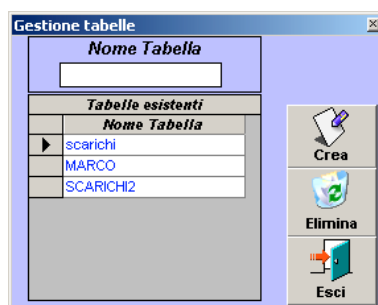 Gestione tabelle
Nome Tabella
Tabelle esistenti
Nome Tabella
scarichi
MARCO
SCARICHI2
Crea
Elimina
Esci